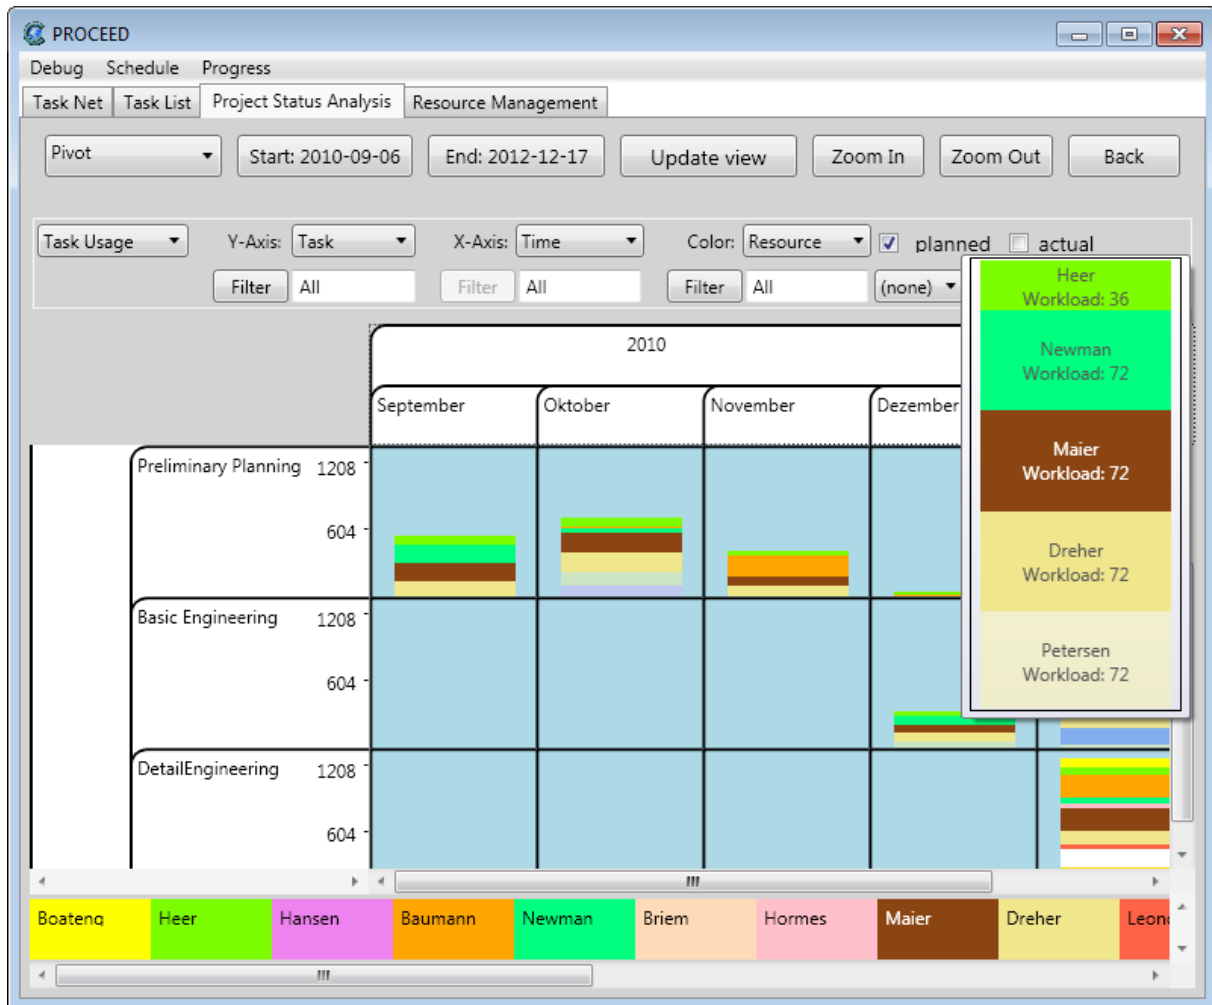 PROCEED
Debug Schedule Progress
Task Net Task List Project Status Analysis Resource Management
Pivot Start: 2010-09-06 End: 2012-12-17 Update view Zoom In Zoom Out Back
Task Usage Y-Axis: Task X-Axis: Time Color: Resource planned actual
Filter All Filter All Filter All (none)
Heer
Workload: 36
Newman
Workload: 72
Maier
Workload: 72
Dreher
Workload: 72
Petersen
Workload: 72
2010
September Oktober November Dezember
Preliminary Planning 1208
604
Basic Engineering 1208
604
DetailEngineering 1208
604
Boateng Heer Hansen Baumann Newman Briem Hormes Maier Dreher